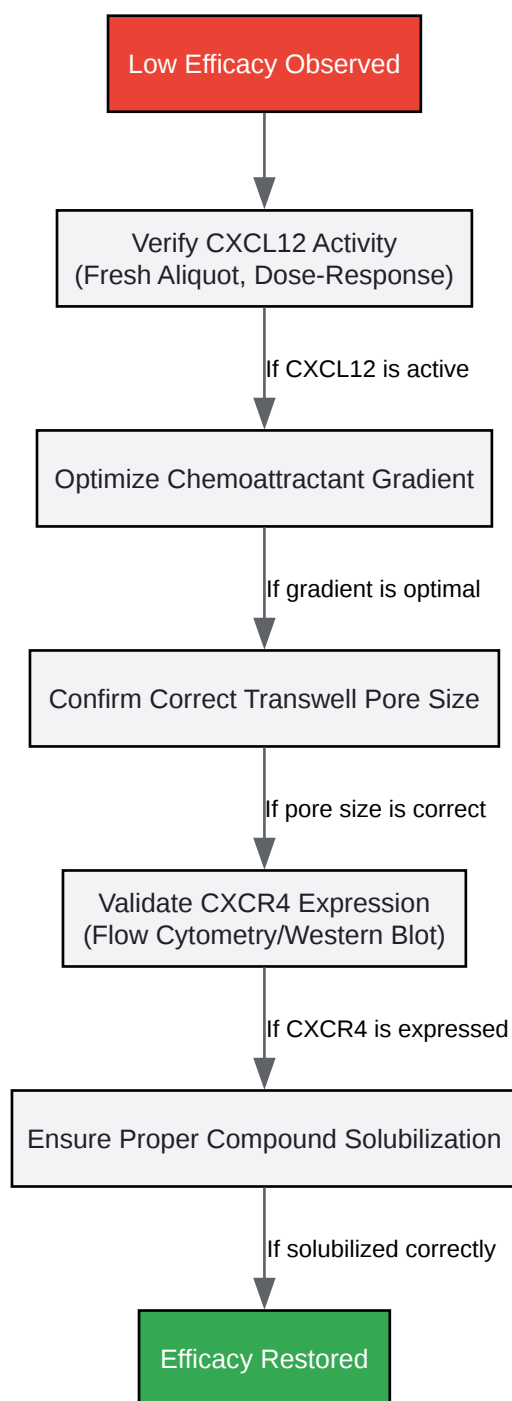 Low Efficacy Observed
Verify CXCL12 Activity
(Fresh Aliquot, Dose-Response)
If CXCL12 is active
Optimize Chemoattractant Gradient
If gradient is optimal
Confirm Correct Transwell Pore Size
If pore size is correct
Validate CXCR4 Expression
(Flow Cytometry/Western Blot)
If CXCR4 is expressed
Ensure Proper Compound Solubilization
If solubilized correctly
Efficacy Restored